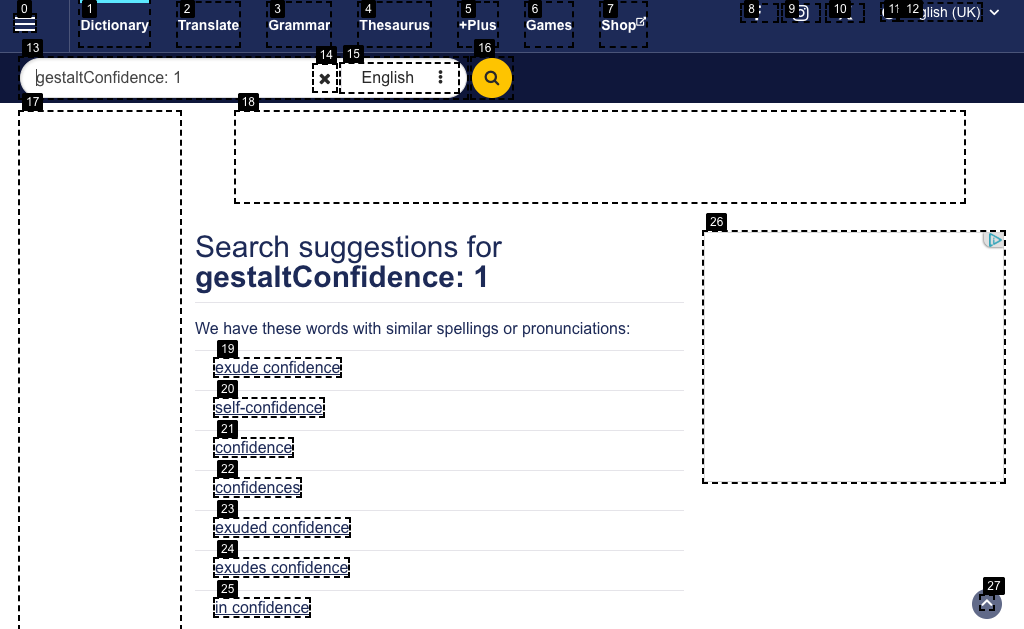 0 1 2 3 4 5 6 7 8 9 10 11 12
Dictionary Translate Grammar Thesaurus +Plus Games Shop glish (UK)
13 14 15 16
gestaltConfidence: 1 English
17 18
26
Search suggestions for
gestaltConfidence: 1
We have these words with similar spellings or pronunciations:
19
exude confidence
20
self-confidence
21
confidence
22
confidences
23
exuded confidence
24
exudes confidence
25
in confidence
27